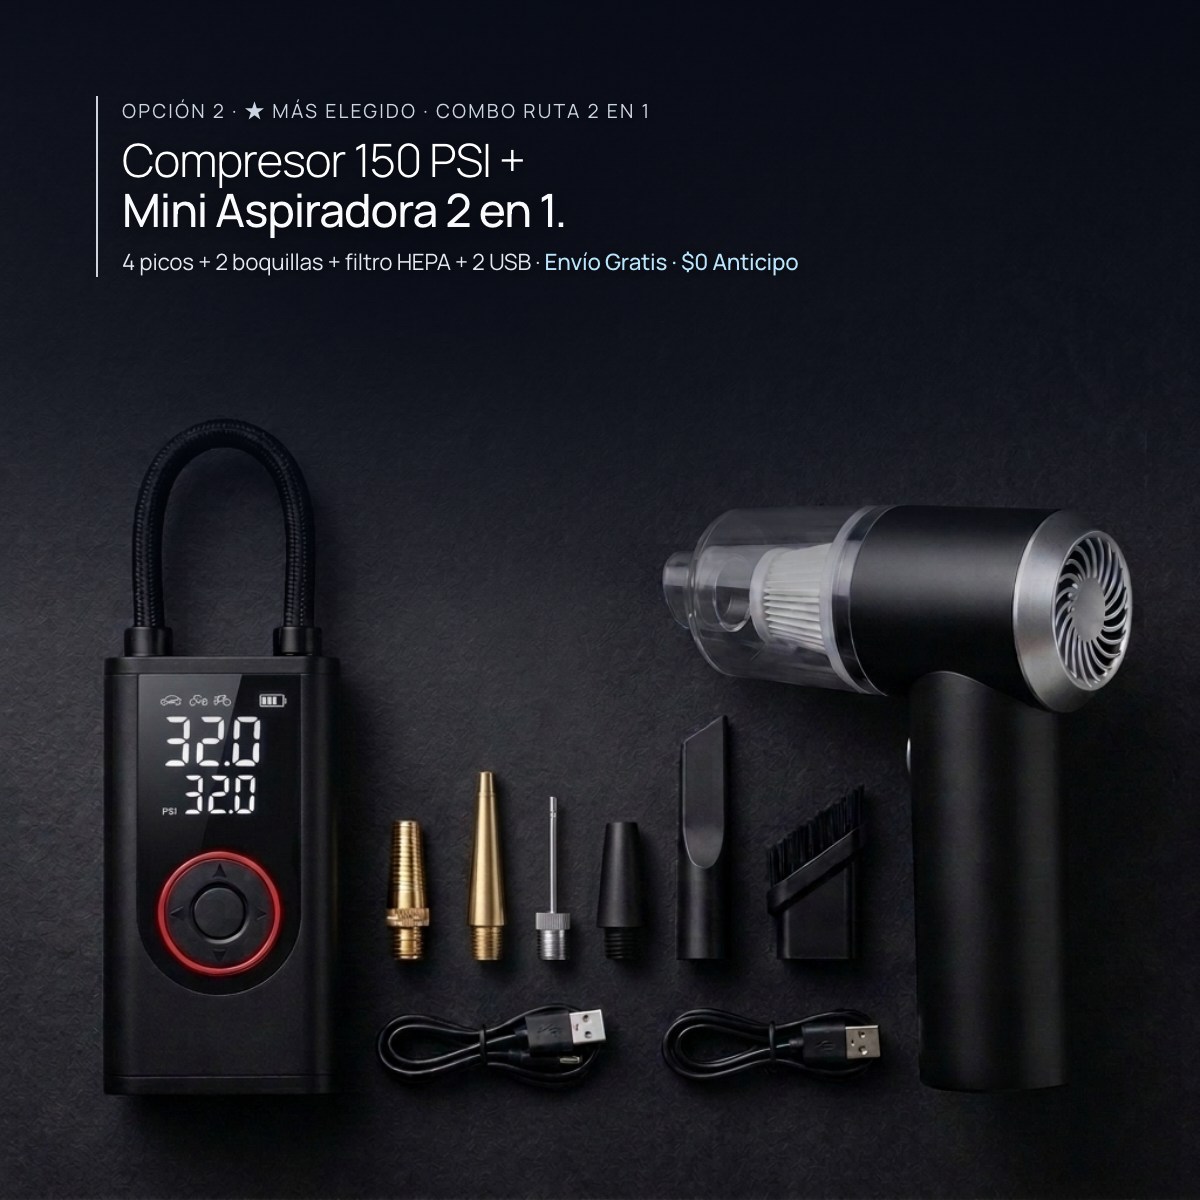 OPCIÓN 2 · ★ MÁS ELEGIDO · COMBO RUTA 2 EN 1
Compresor 150 PSI +
Mini Aspiradora 2 en 1.
4 picos + 2 boquillas + filtro HEPA + 2 USB · Envío Gratis · $0 Anticipo
32.0
PSI 32.0